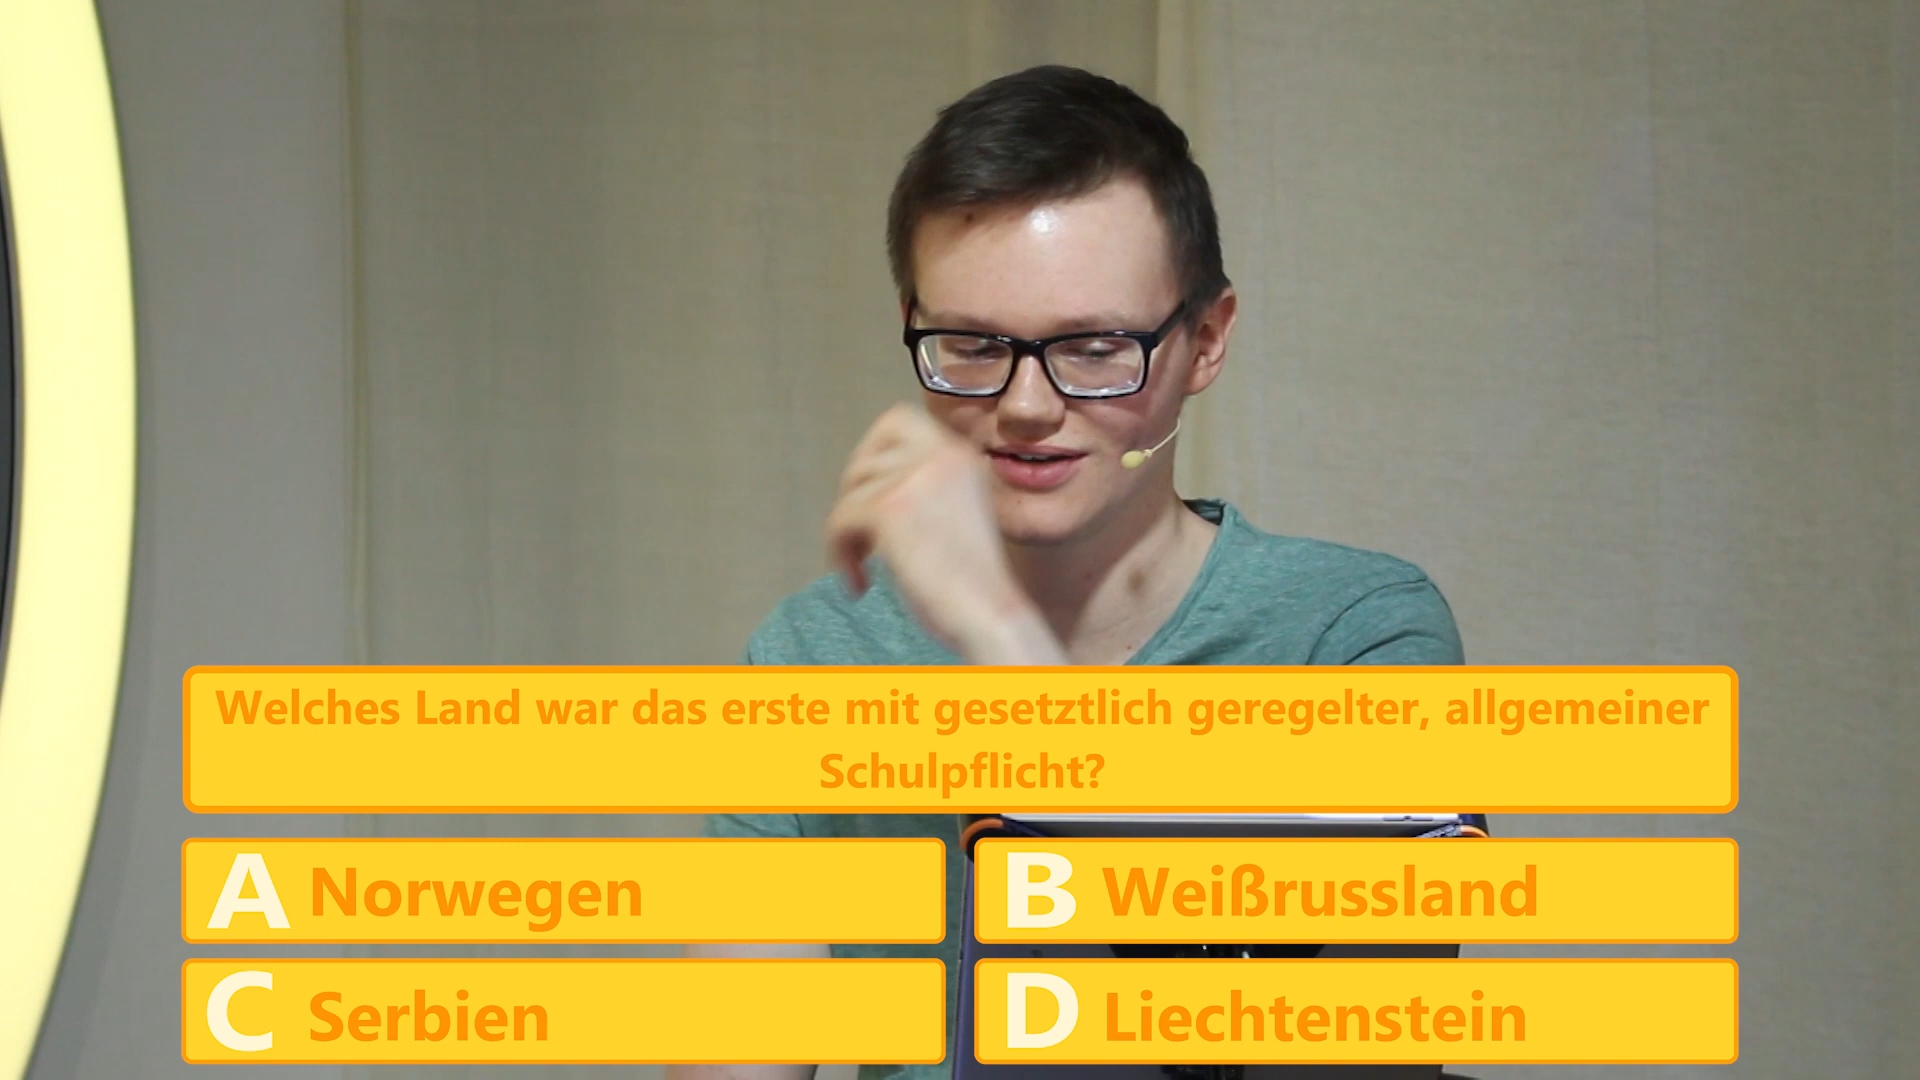 Welches Land war das erste mit gesetztlich geregelter, allgemeiner
Schulpflicht?
A Norwegen
B Weißrussland
C Serbien
D Liechtenstein